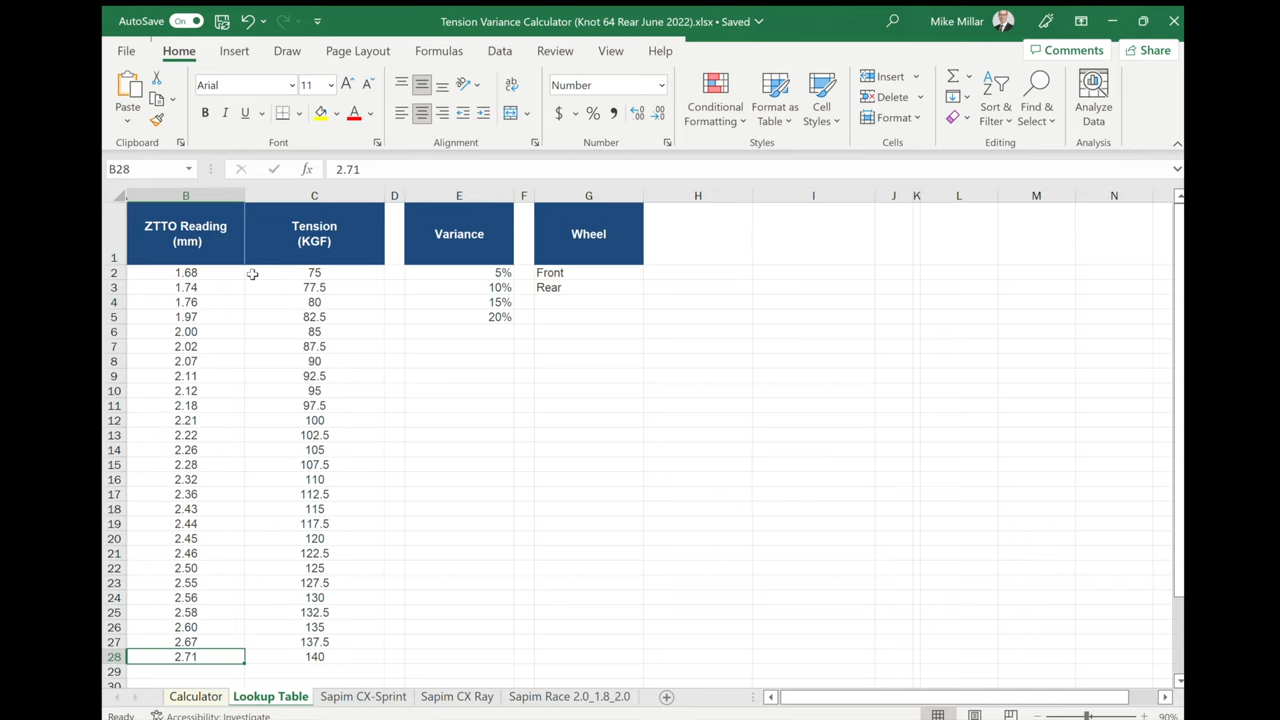 AutoSave On Tension Variance Calculator (Knot 64 Rear June 2022).xlsx • Saved Mike Millar
File Home Insert Draw Page Layout Formulas Data Review View Help Comments Share
Paste Arial 11 A A ab Number Conditional Formatting Format as Table Cell Styles Insert Delete Format Sort & Filter Find & Select Analyze Data
B I U A $ % ,
Clipboard Font Alignment Number Styles Cells Editing Analysis
B28 fx 2.71
B C D E F G H I J K L M N
1 ZTTO Reading (mm) Tension (KGF) Variance Wheel
2 1.68 75 5% Front
3 1.74 77.5 10% Rear
4 1.76 80 15%
5 1.97 82.5 20%
6 2.00 85
7 2.02 87.5
8 2.07 90
9 2.11 92.5
10 2.12 95
11 2.18 97.5
12 2.21 100
13 2.22 102.5
14 2.26 105
15 2.28 107.5
16 2.32 110
17 2.36 112.5
18 2.43 115
19 2.44 117.5
20 2.45 120
21 2.46 122.5
22 2.50 125
23 2.55 127.5
24 2.56 130
25 2.58 132.5
26 2.60 135
27 2.67 137.5
28 2.71 140
29
30
Calculator Lookup Table Sapim CX-Sprint Sapim CX Ray Sapim Race 2.0_1.8_2.0
Ready Accessibility: Investigate 90%